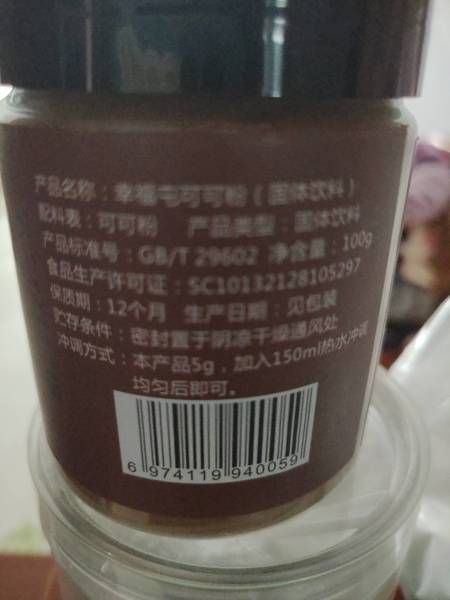 产品名称：幸福屯可可粉（固体饮料）
配料表：可可粉 产品类型：固体饮料
产品标准号：GB/T 29602 净含量：100g
食品生产许可证：SC10132128105297
保质期：12个月 生产日期：见包装
贮存条件：密封置于阴凉干燥通风处
冲调方式：本产品5g，加入150ml热水冲调
均匀后即可。
6 974119 940059